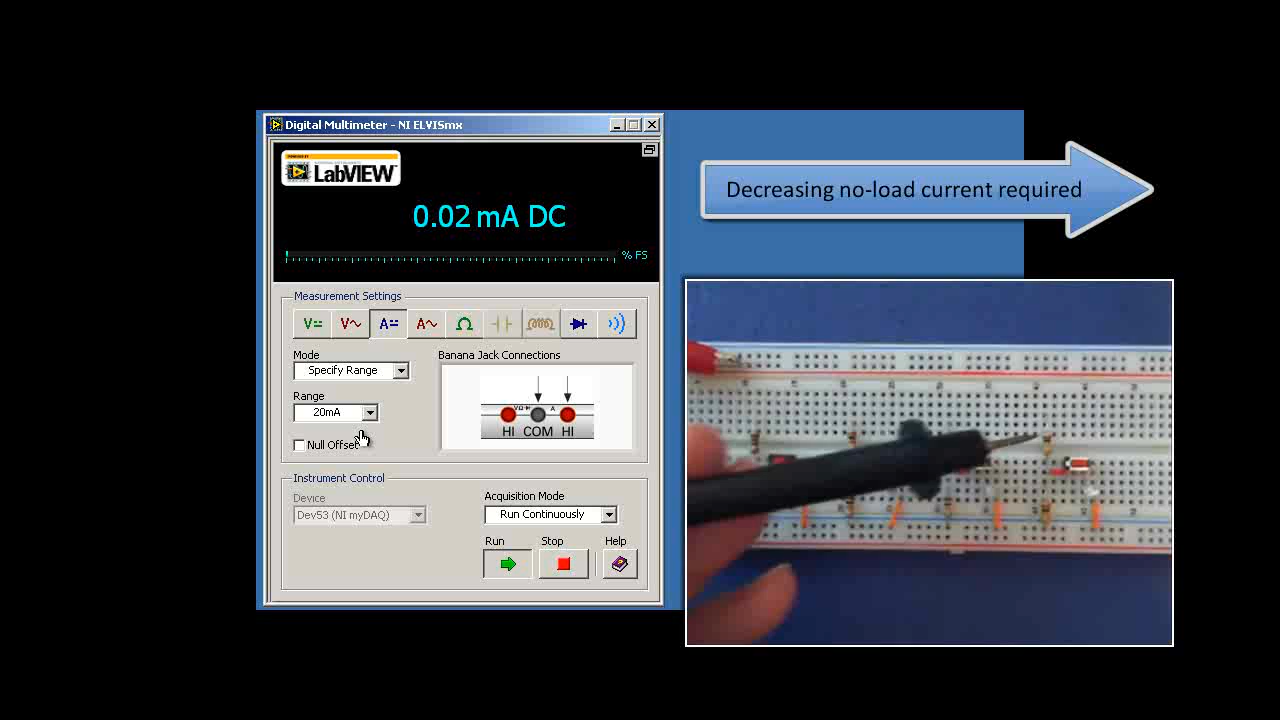 Digital Multimeter - NI ELVISmx
LabVIEW
0.02 mA DC
% FS
Decreasing no-load current required
Measurement Settings
V= V~ A= A~ Ω
Mode
Specify Range
Banana Jack Connections
Range
20mA
VΩ A
HI COM HI
Null Offset
Instrument Control
Device
Dev53 (NI myDAQ)
Acquisition Mode
Run Continuously
Run Stop Help